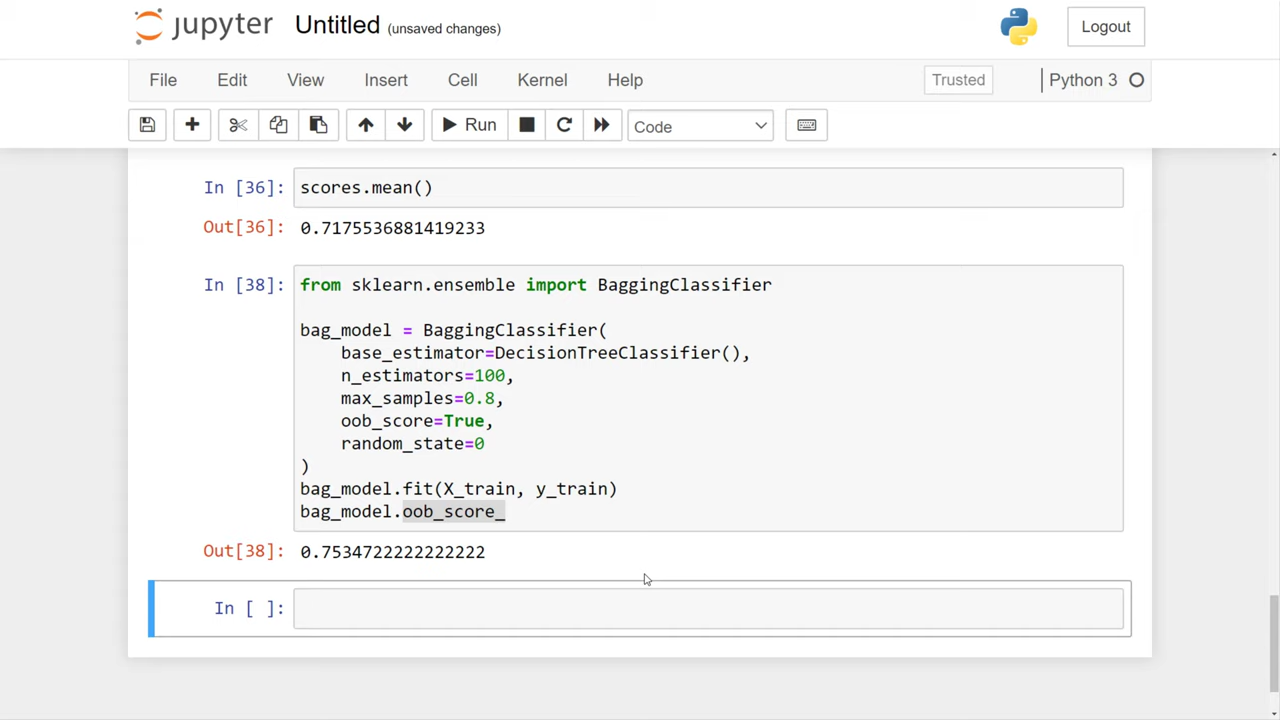 jupyter Untitled (unsaved changes) Logout
File Edit View Insert Cell Kernel Help Trusted Python 3
Run Code
In [36]: scores.mean()
Out[36]: 0.7175536881419233
In [38]: from sklearn.ensemble import BaggingClassifier
bag_model = BaggingClassifier(
    base_estimator=DecisionTreeClassifier(),
    n_estimators=100,
    max_samples=0.8,
    oob_score=True,
    random_state=0
)
bag_model.fit(X_train, y_train)
bag_model.oob_score_
Out[38]: 0.7534722222222222
In [ ]: